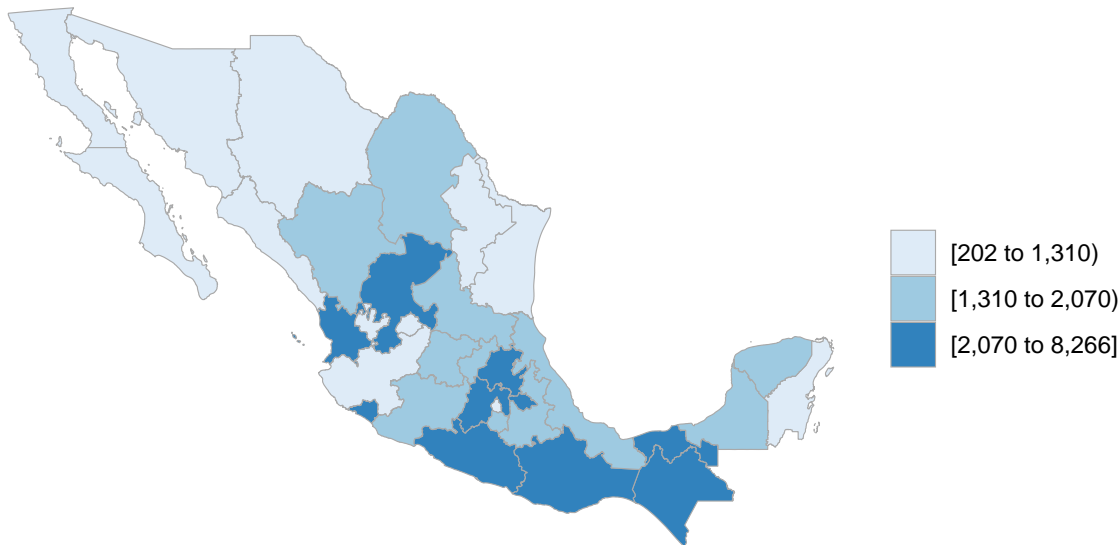 [202 to 1,310)
[1,310 to 2,070)
[2,070 to 8,266]